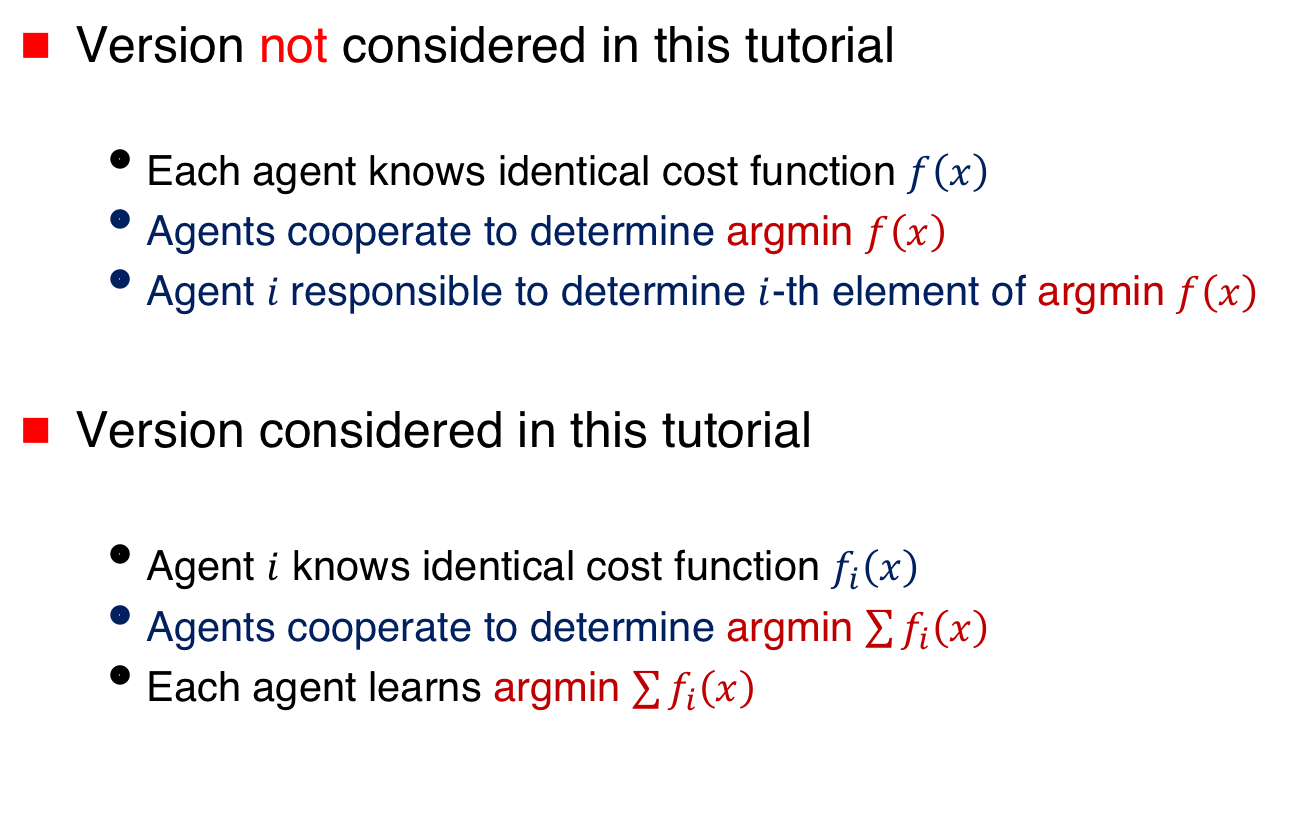 ■ Version not considered in this tutorial
• Each agent knows identical cost function f(x)
• Agents cooperate to determine argmin f(x)
• Agent i responsible to determine i-th element of argmin f(x)
■ Version considered in this tutorial
• Agent i knows identical cost function fᵢ(x)
• Agents cooperate to determine argmin ∑ fᵢ(x)
• Each agent learns argmin ∑ fᵢ(x)